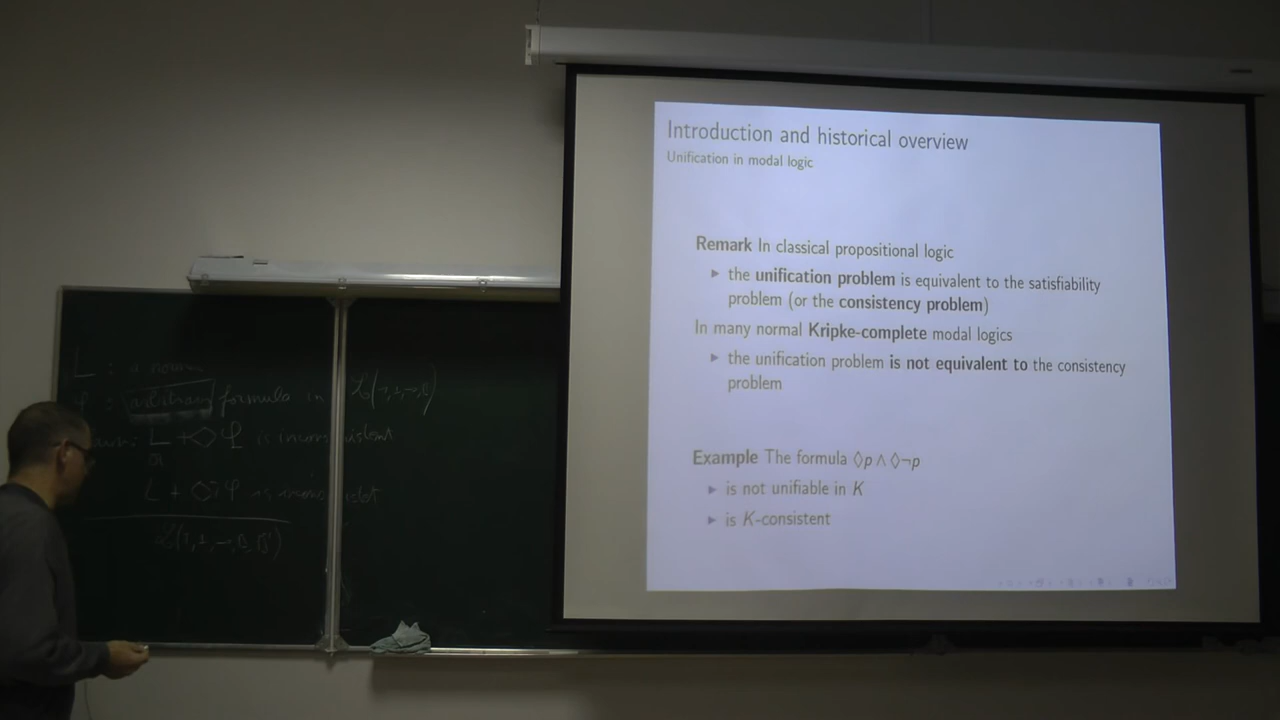 L : a
φ : arbitrary formula in ℒ(
L + ◇φ is inconsistent
or
L + ◇¬φ is
Introduction and historical overview
Unification in modal logic
Remark In classical propositional logic
▶ the unification problem is equivalent to the satisfiability
problem (or the consistency problem)
In many normal Kripke-complete modal logics
▶ the unification problem is not equivalent to the consistency
problem
Example The formula ◇p ∧ ◇¬p
▶ is not unifiable in K
▶ is K-consistent